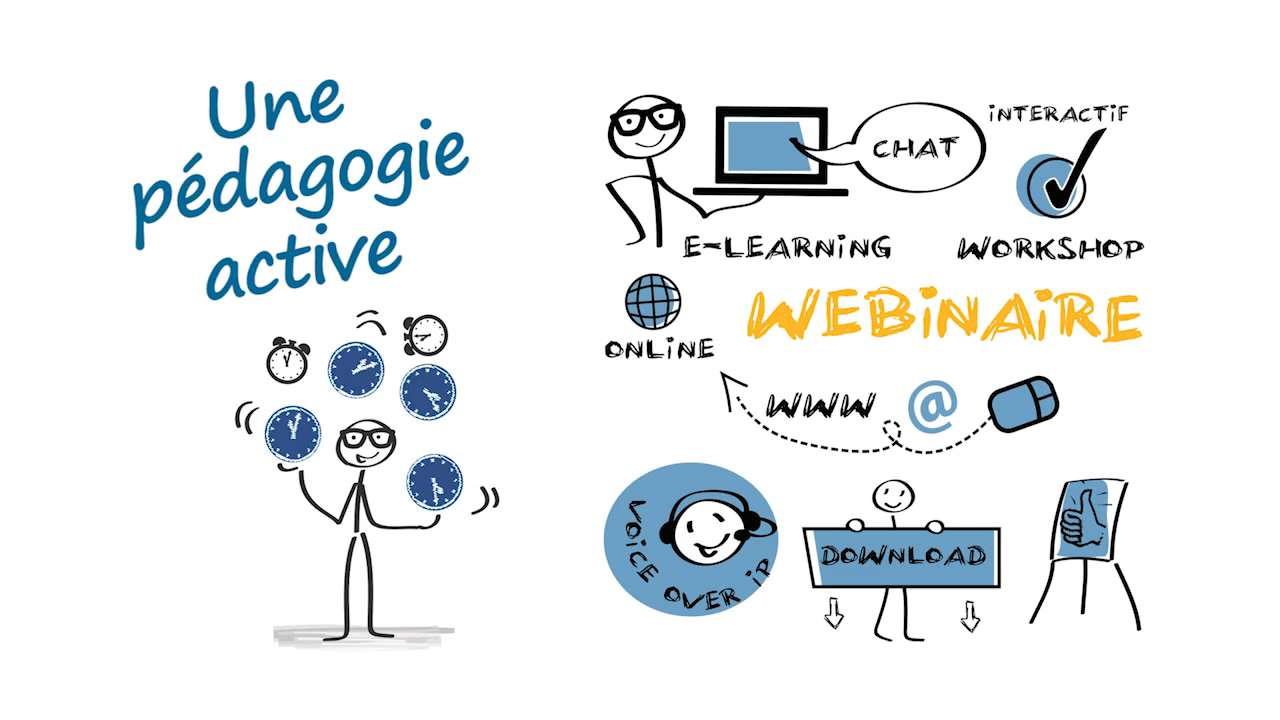 Une
pédagogie
active
CHAT
iNTERACTiF
E-LEARNiNG
WORKSHOP
WEBiNAiRE
ONLiNE
WWW @
VOiCE OVER iP
DOWNLOAD